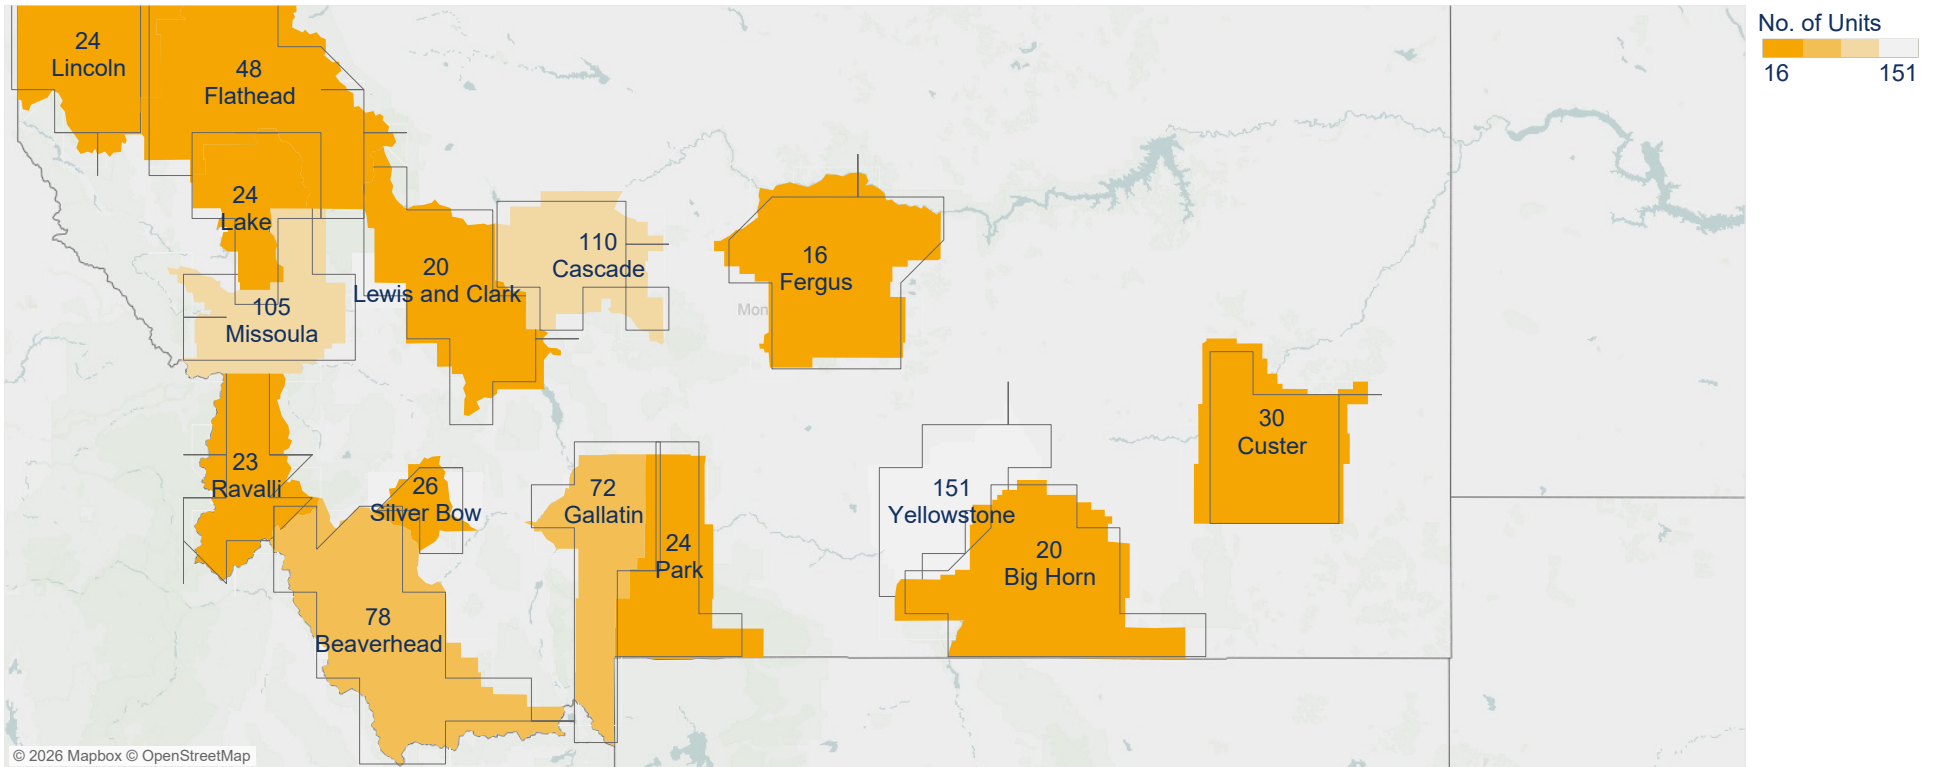 No. of Units
16 151
24
Lincoln
48
Flathead
24
Lake
110
Cascade
16
Fergus
20
Lewis and Clark
105
Missoula
Mon
30
Custer
23
Ravalli
26
Silver Bow
72
Gallatin
151
Yellowstone
24
Park
20
Big Horn
78
Beaverhead
© 2026 Mapbox © OpenStreetMap